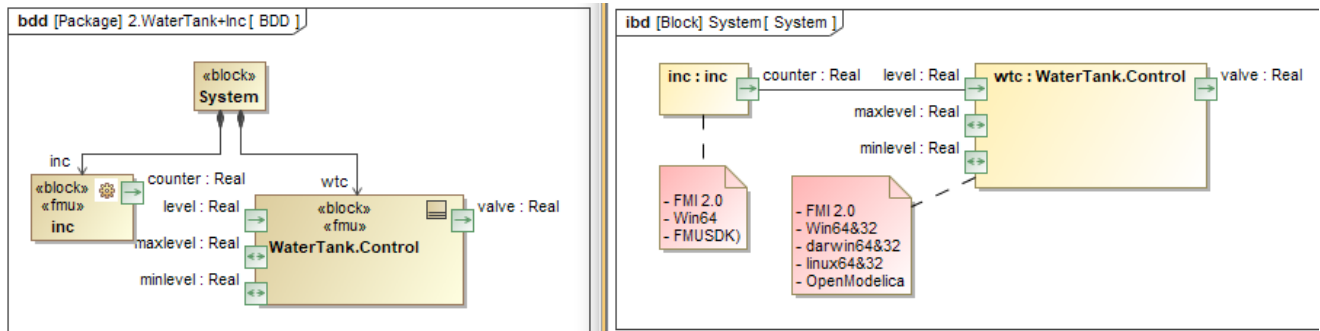 bdd [Package] 2.WaterTank+Inc[ BDD ]
«block»
System
inc
wtc
«block»
«fmu»
inc
counter : Real
level : Real
maxlevel : Real
minlevel : Real
«block»
«fmu»
WaterTank.Control
valve : Real
ibd [Block] System[ System ]
inc : inc
counter : Real
level : Real
maxlevel : Real
minlevel : Real
wtc : WaterTank.Control
valve : Real
- FMI 2.0
- Win64
- FMUSDK)
- FMI 2.0
- Win64&32
- darwin64&32
- linux64&32
- OpenModelica